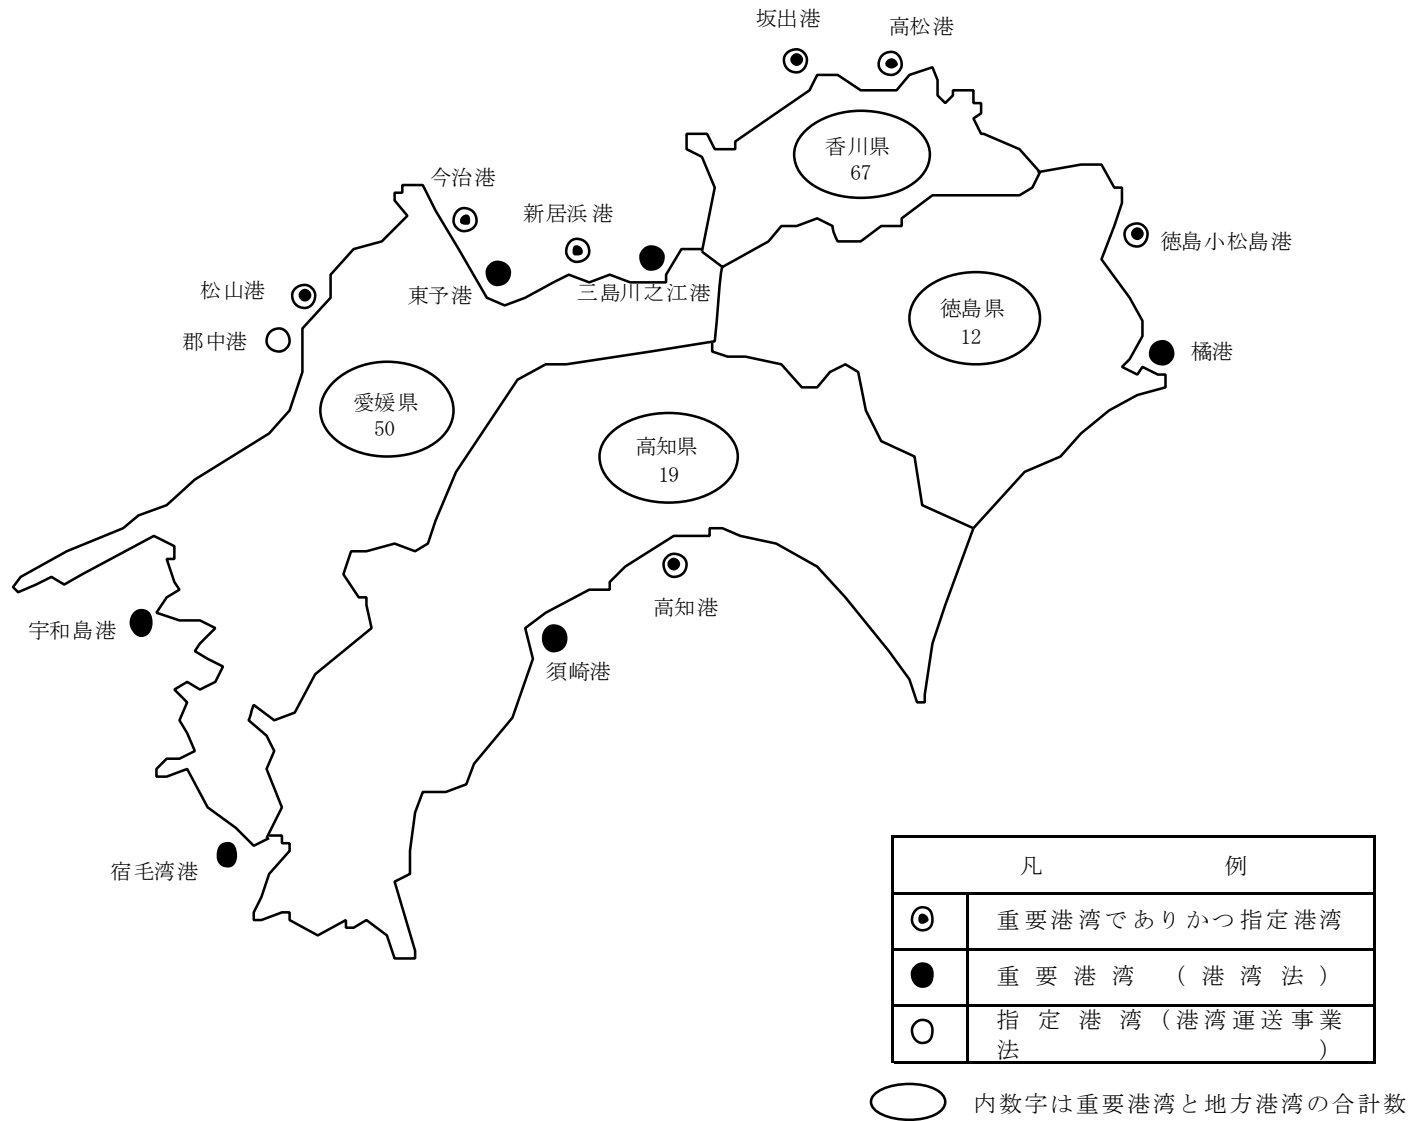 坂出港
高松港
香川県
67
今治港
新居浜港
徳島小松島港
松山港
東予港
三島川之江港
徳島県
12
郡中港
橘港
愛媛県
50
高知県
19
高知港
宇和島港
須崎港
宿毛湾港
凡例
重要港湾でありかつ指定港湾
重要港湾（港湾法）
指定港湾（港湾運送事業
法）
内数字は重要港湾と地方港湾の合計数